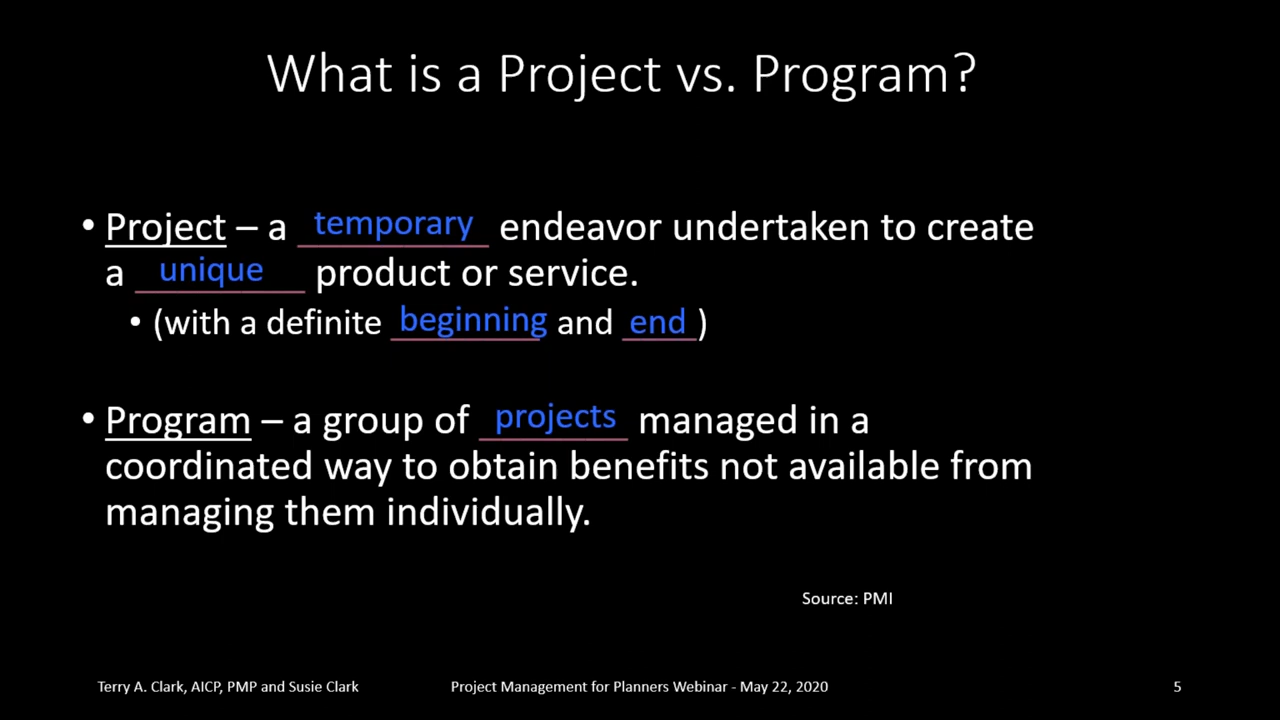 What is a Project vs. Program?
• Project – a temporary endeavor undertaken to create
a unique product or service.
• (with a definite beginning and end)
• Program – a group of projects managed in a
coordinated way to obtain benefits not available from
managing them individually.
Source: PMI
Terry A. Clark, AICP, PMP and Susie Clark
Project Management for Planners Webinar - May 22, 2020
5